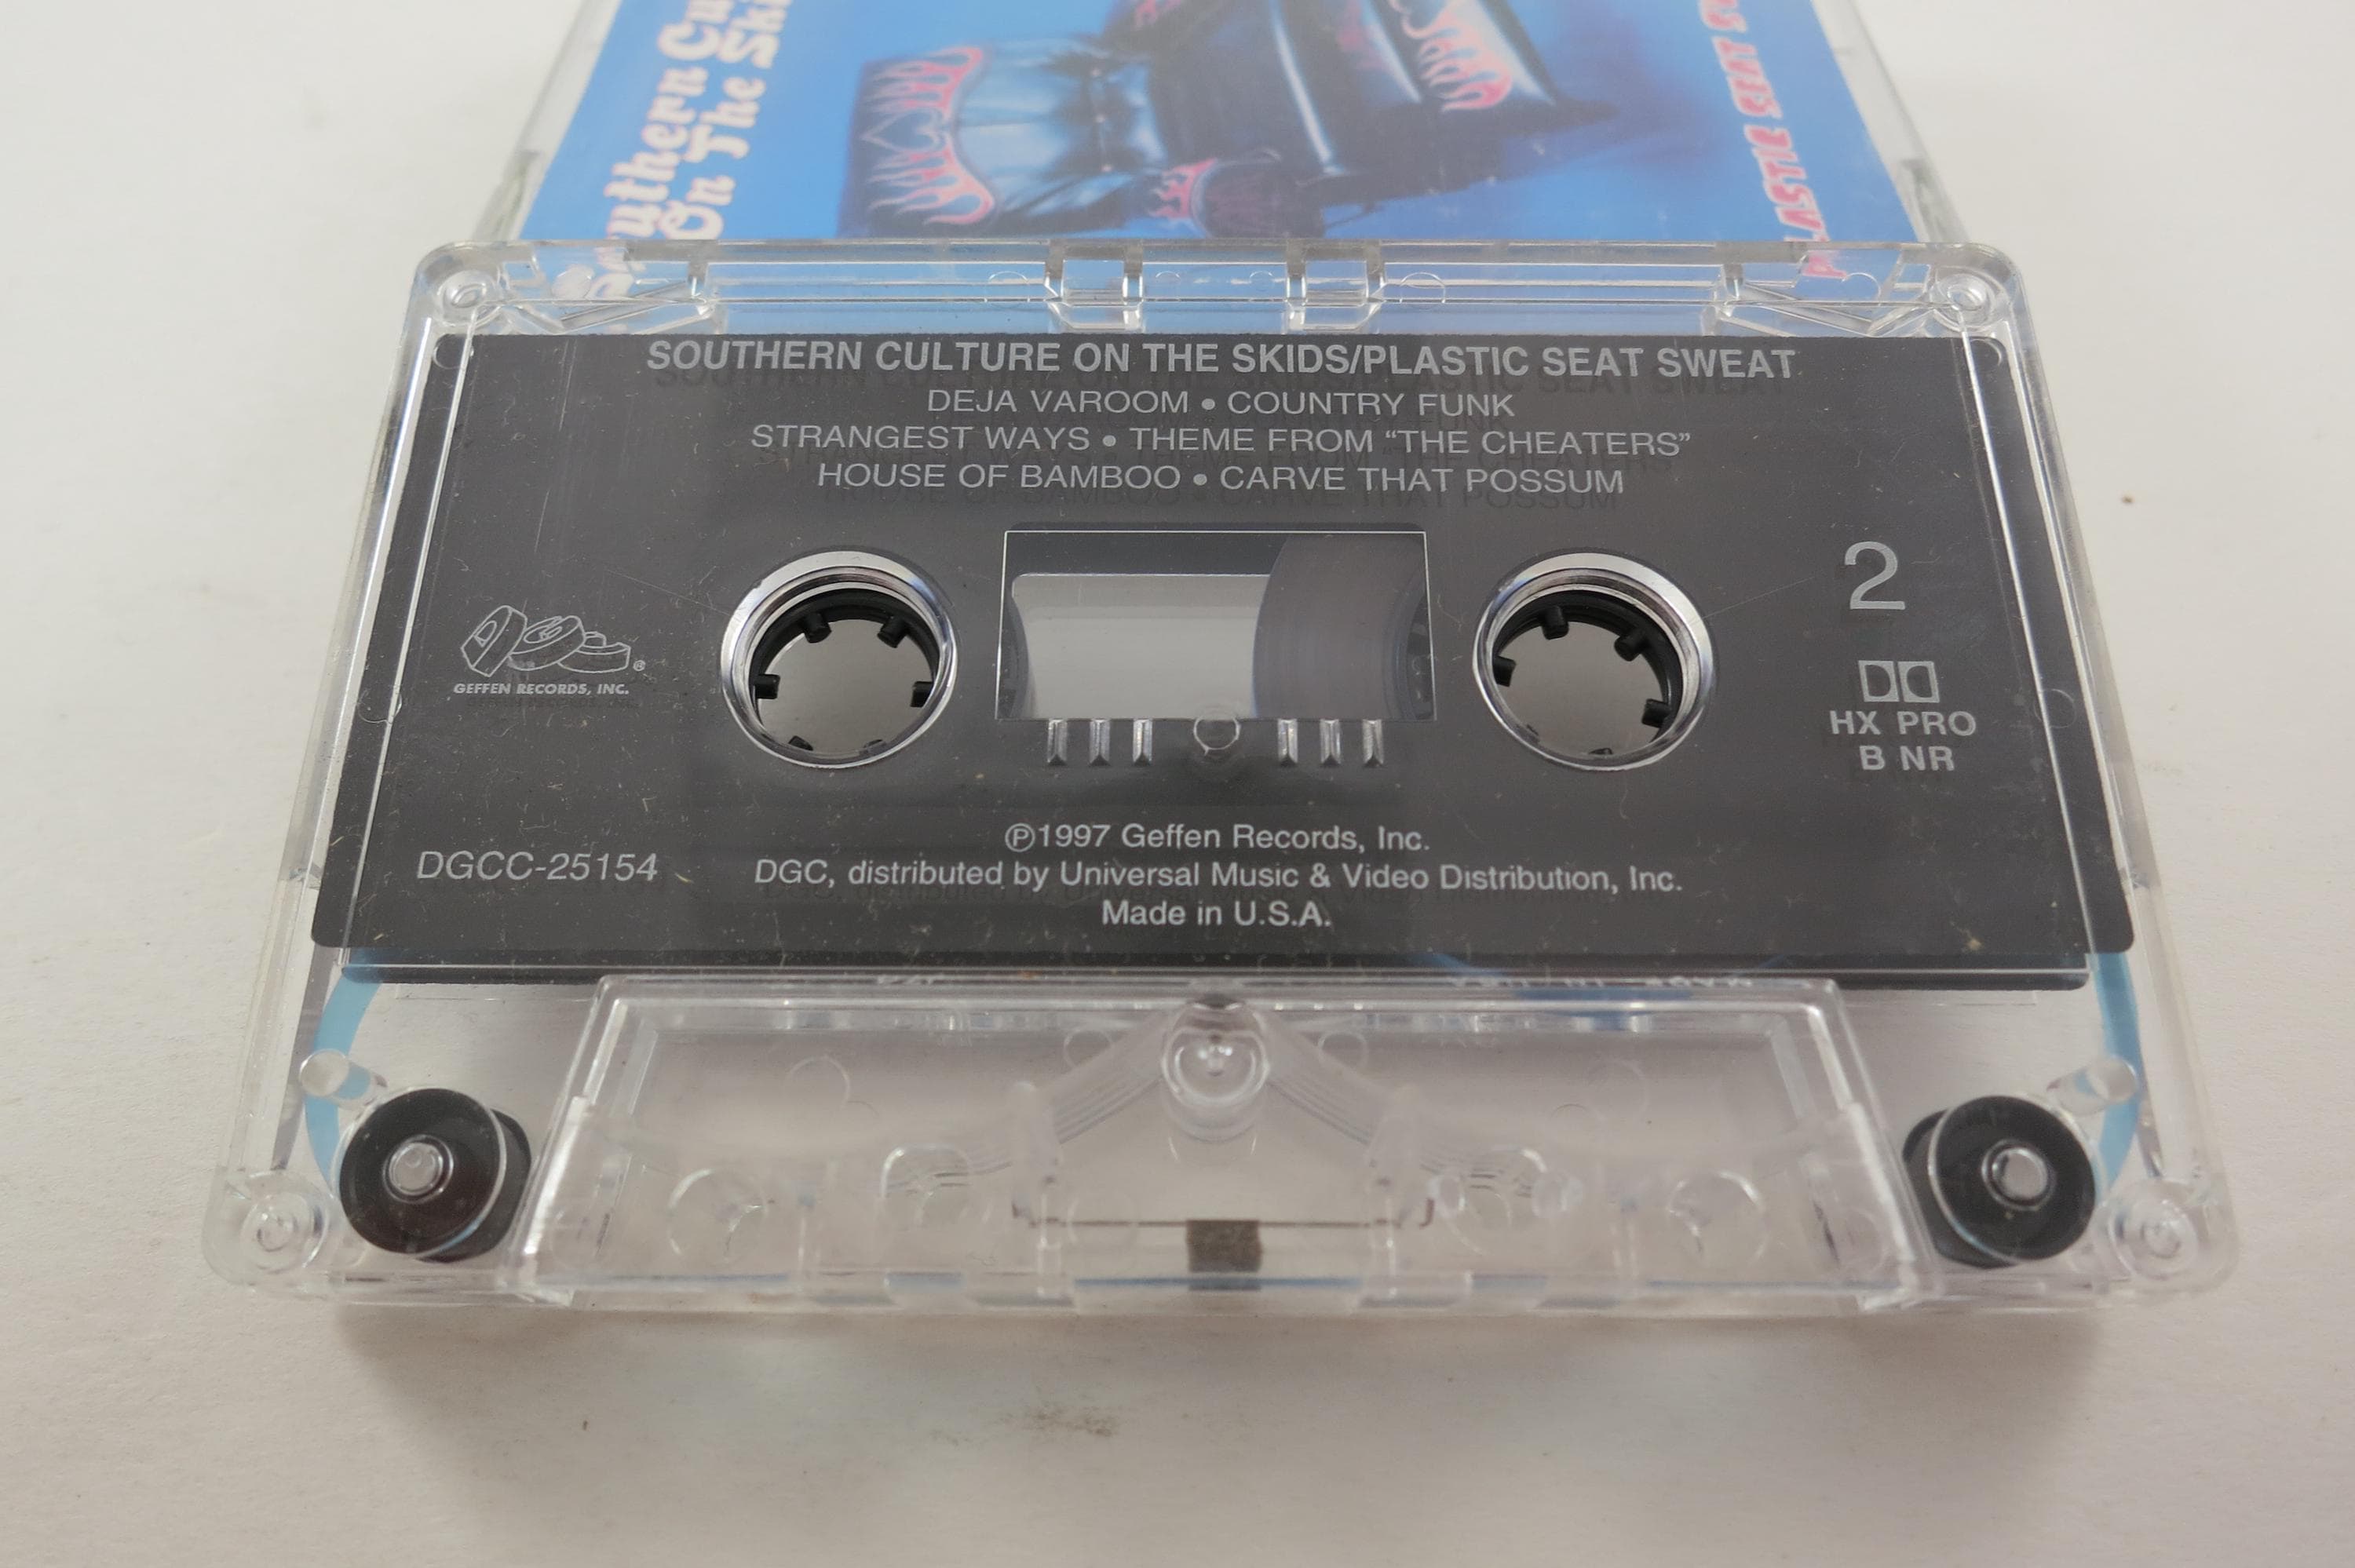 Southern Cu
On The Ski
PLASTIC SEAT SW
SOUTHERN CULTURE ON THE SKIDS/PLASTIC SEAT SWEAT
DEJA VAROOM • COUNTRY FUNK
STRANGEST WAYS • THEME FROM “THE CHEATERS”
HOUSE OF BAMBOO • CARVE THAT POSSUM
2
DGC®
GEFFEN RECORDS, INC.
HX PRO
B NR
DGCC-25154
℗1997 Geffen Records, Inc.
DGC, distributed by Universal Music & Video Distribution, Inc.
Made in U.S.A.